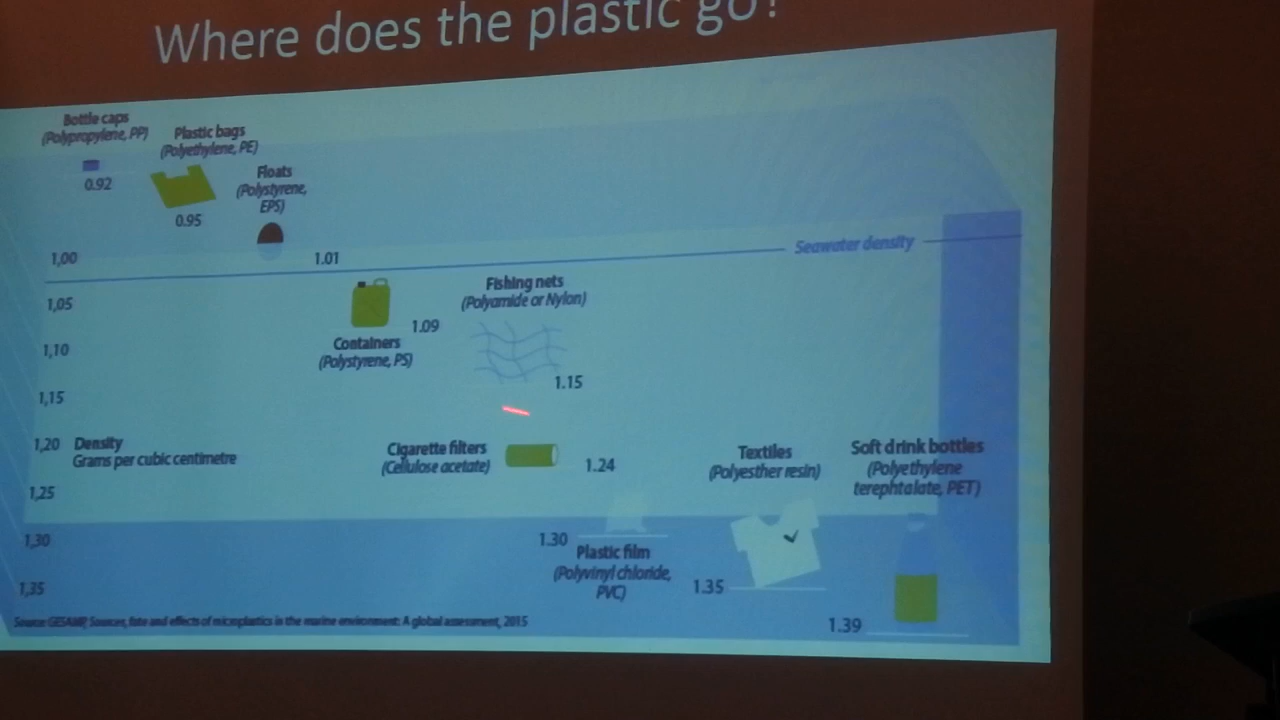 Where does the plastic go?
Bottle caps
(Polypropylene, PP)
0.92
Plastic bags
(Polyethylene, PE)
0.95
Floats
(Polystyrene,
EPS)
1,00
1.01
Seawater density
1,05
Containers
(Polystyrene, PS)
1.09
Fishing nets
(Polyamide or Nylon)
1.15
1,10
1,15
1,20
Density
Grams per cubic centimetre
Cigarette filters
(Cellulose acetate)
1.24
Textiles
(Polyesther resin)
Soft drink bottles
(Polyethylene
terephtalate, PET)
1,25
1,30
1.30
Plastic film
(Polyvinyl chloride,
PVC)
1.35
1,35
1.39
Source: GESAMP, Sources, fate and effects of microplastics in the marine environment: A global assessment, 2015